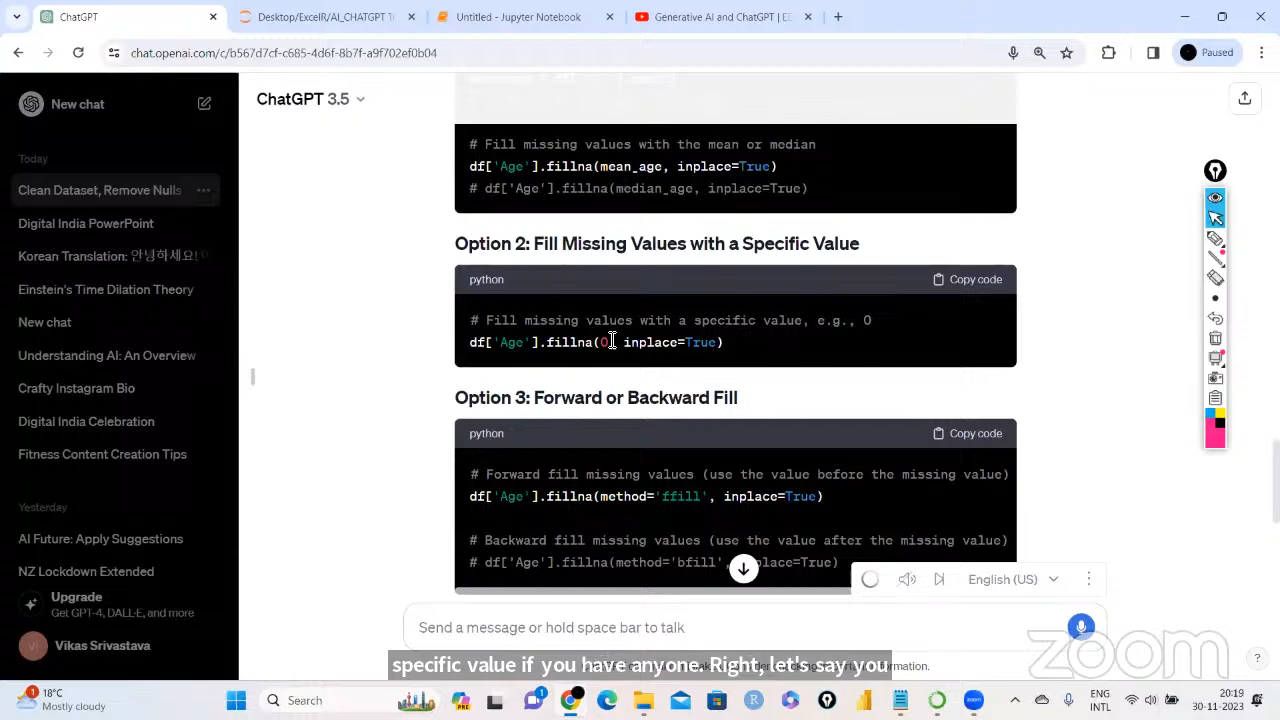 ChatGPT
Desktop/ExcelR/AI_CHATGPT Tr
Untitled - Jupyter Notebook
Generative AI and ChatGPT | ED
chat.openai.com/c/b567d7cf-c685-4d6f-8b7f-a9f702ef0b04
Paused
New chat
ChatGPT 3.5
Today
Clean Dataset, Remove Nulls
Digital India PowerPoint
Korean Translation: 안녕하세요!
Einstein's Time Dilation Theory
New chat
Understanding AI: An Overview
Crafty Instagram Bio
Digital India Celebration
Fitness Content Creation Tips
Yesterday
AI Future: Apply Suggestions
NZ Lockdown Extended
Upgrade
Get GPT-4, DALL·E, and more
VI
Vikas Srivastava
# Fill missing values with the mean or median
df['Age'].fillna(mean_age, inplace=True)
# df['Age'].fillna(median_age, inplace=True)
Option 2: Fill Missing Values with a Specific Value
python
Copy code
# Fill missing values with a specific value, e.g., 0
df['Age'].fillna(0, inplace=True)
Option 3: Forward or Backward Fill
python
Copy code
# Forward fill missing values (use the value before the missing value)
df['Age'].fillna(method='ffill', inplace=True)
# Backward fill missing values (use the value after the missing value)
# df['Age'].fillna(method='bfill', place=True)
English (US)
Send a message or hold space bar to talk
specific value if you have anyone. Right, let's say you
rmation.
zoom
?
18°C
Mostly cloudy
Search
PRE
ENG
INTL
20:19
30-11-2023